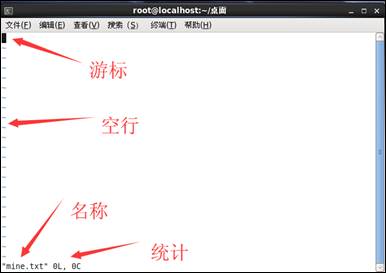 root@localhost:~/桌面
文件(F) 编辑(E) 查看(V) 搜索 (S) 终端(T) 帮助(H)
游标
空行
名称
统计
"mine.txt" 0L, 0C